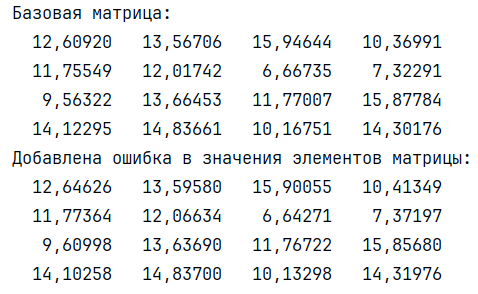 Базовая матрица:
12,60920 13,56706 15,94644 10,36991
11,75549 12,01742 6,66735 7,32291
9,56322 13,66453 11,77007 15,87784
14,12295 14,83661 10,16751 14,30176
Добавлена ошибка в значения элементов матрицы:
12,64626 13,59580 15,90055 10,41349
11,77364 12,06634 6,64271 7,37197
9,60998 13,63690 11,76722 15,85680
14,10258 14,83700 10,13298 14,31976